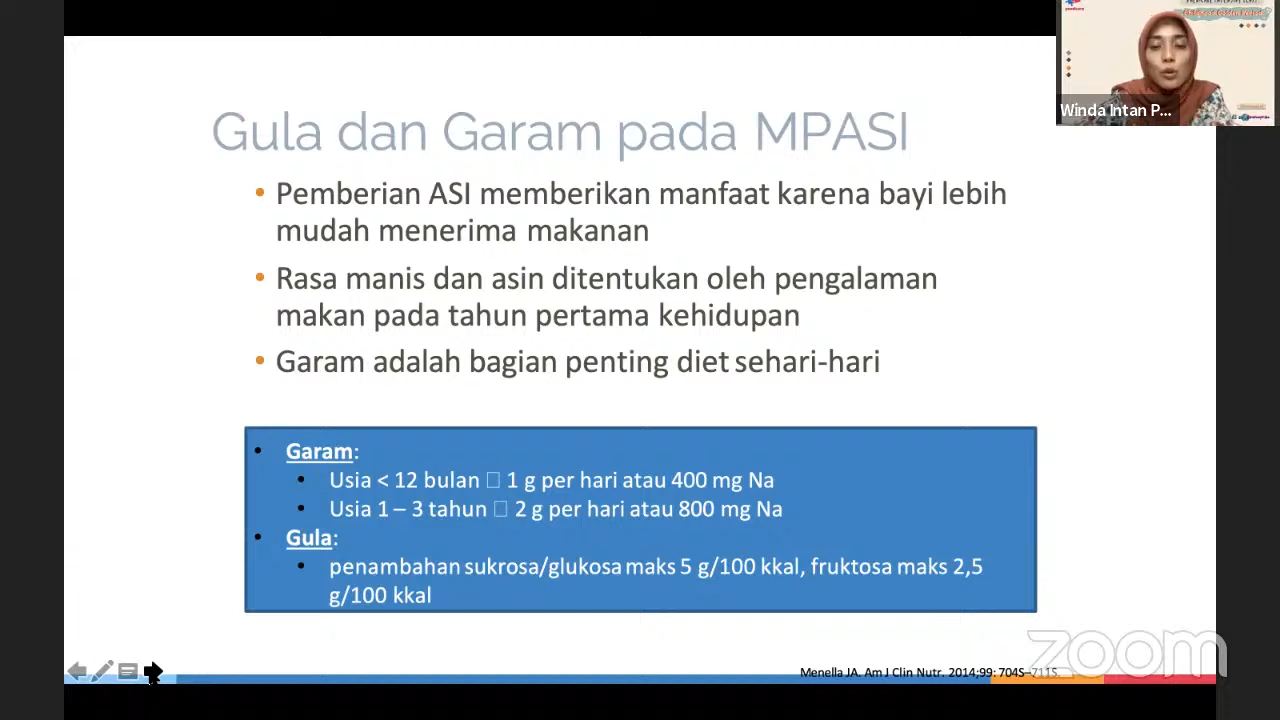 Gula dan Garam pada MPASI
• Pemberian ASI memberikan manfaat karena bayi lebih
mudah menerima makanan
• Rasa manis dan asin ditentukan oleh pengalaman
makan pada tahun pertama kehidupan
• Garam adalah bagian penting diet sehari-hari
• Garam:
• Usia < 12 bulan □ 1 g per hari atau 400 mg Na
• Usia 1 – 3 tahun □ 2 g per hari atau 800 mg Na
• Gula:
• penambahan sukrosa/glukosa maks 5 g/100 kkal, fruktosa maks 2,5
g/100 kkal
Menella JA. Am J Clin Nutr. 2014;99: 704S–711S.
Winda Intan P...
zoom